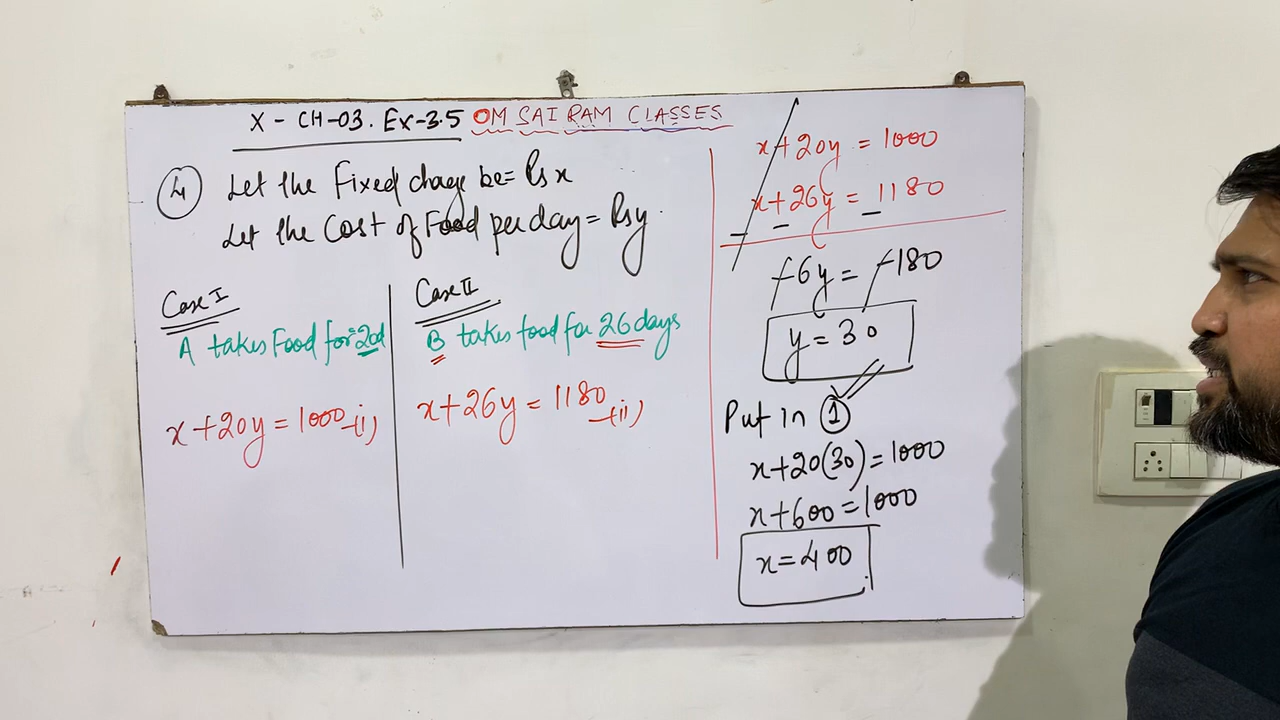 X - CH-03. Ex-3.5 OM SAI RAM CLASSES
4 Let the Fixed charge be = Rs x
Let the Cost of Food per day = Rs y.
Case I
A takes Food for 20d
x+20y = 1000 -(i)
Case II
B takes food for 26 days
x+26y = 1180 -(ii)
x+20y = 1000
x+26y = 1180
- - -
-6y = -180
y = 30
Put in 1
x+20(30)=1000
x+600=1000
x=400